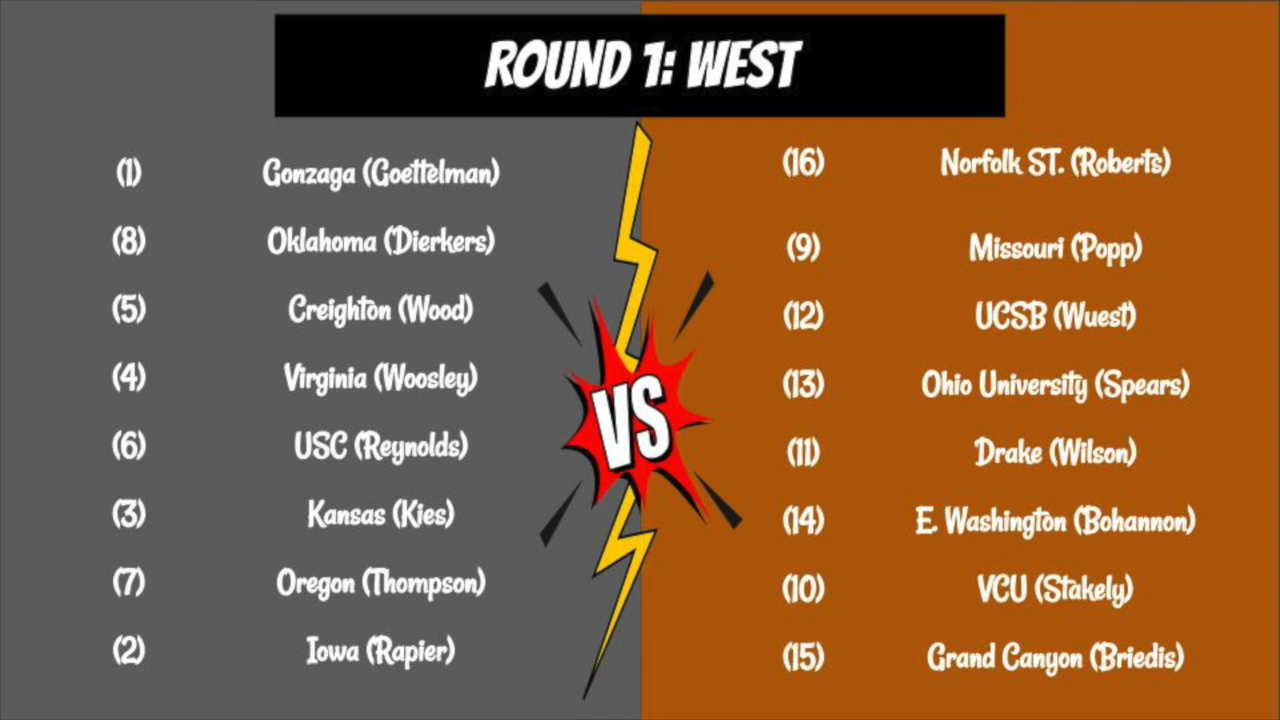 ROUND 1: WEST
(1) Gonzaga (Goettelman)
(16) Norfolk ST. (Roberts)
(8) Oklahoma (Dierkers)
(9) Missouri (Popp)
(5) Creighton (Wood)
(12) UCSB (Wuest)
(4) Virginia (Woosley)
(13) Ohio University (Spears)
VS
(6) USC (Reynolds)
(11) Drake (Wilson)
(3) Kansas (Kies)
(14) E. Washington (Bohannon)
(7) Oregon (Thompson)
(10) VCU (Stakely)
(2) Iowa (Rapier)
(15) Grand Canyon (Briedis)